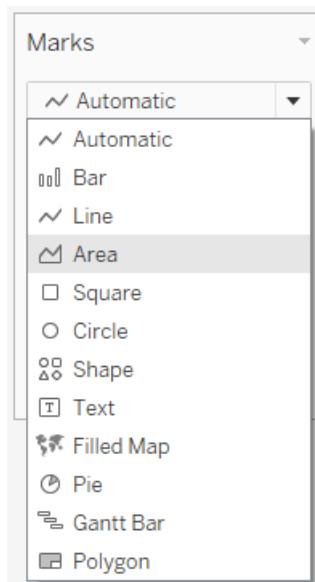 Marks
Automatic
Automatic
Bar
Line
Area
Square
Circle
Shape
T Text
Filled Map
Pie
Gantt Bar
Polygon